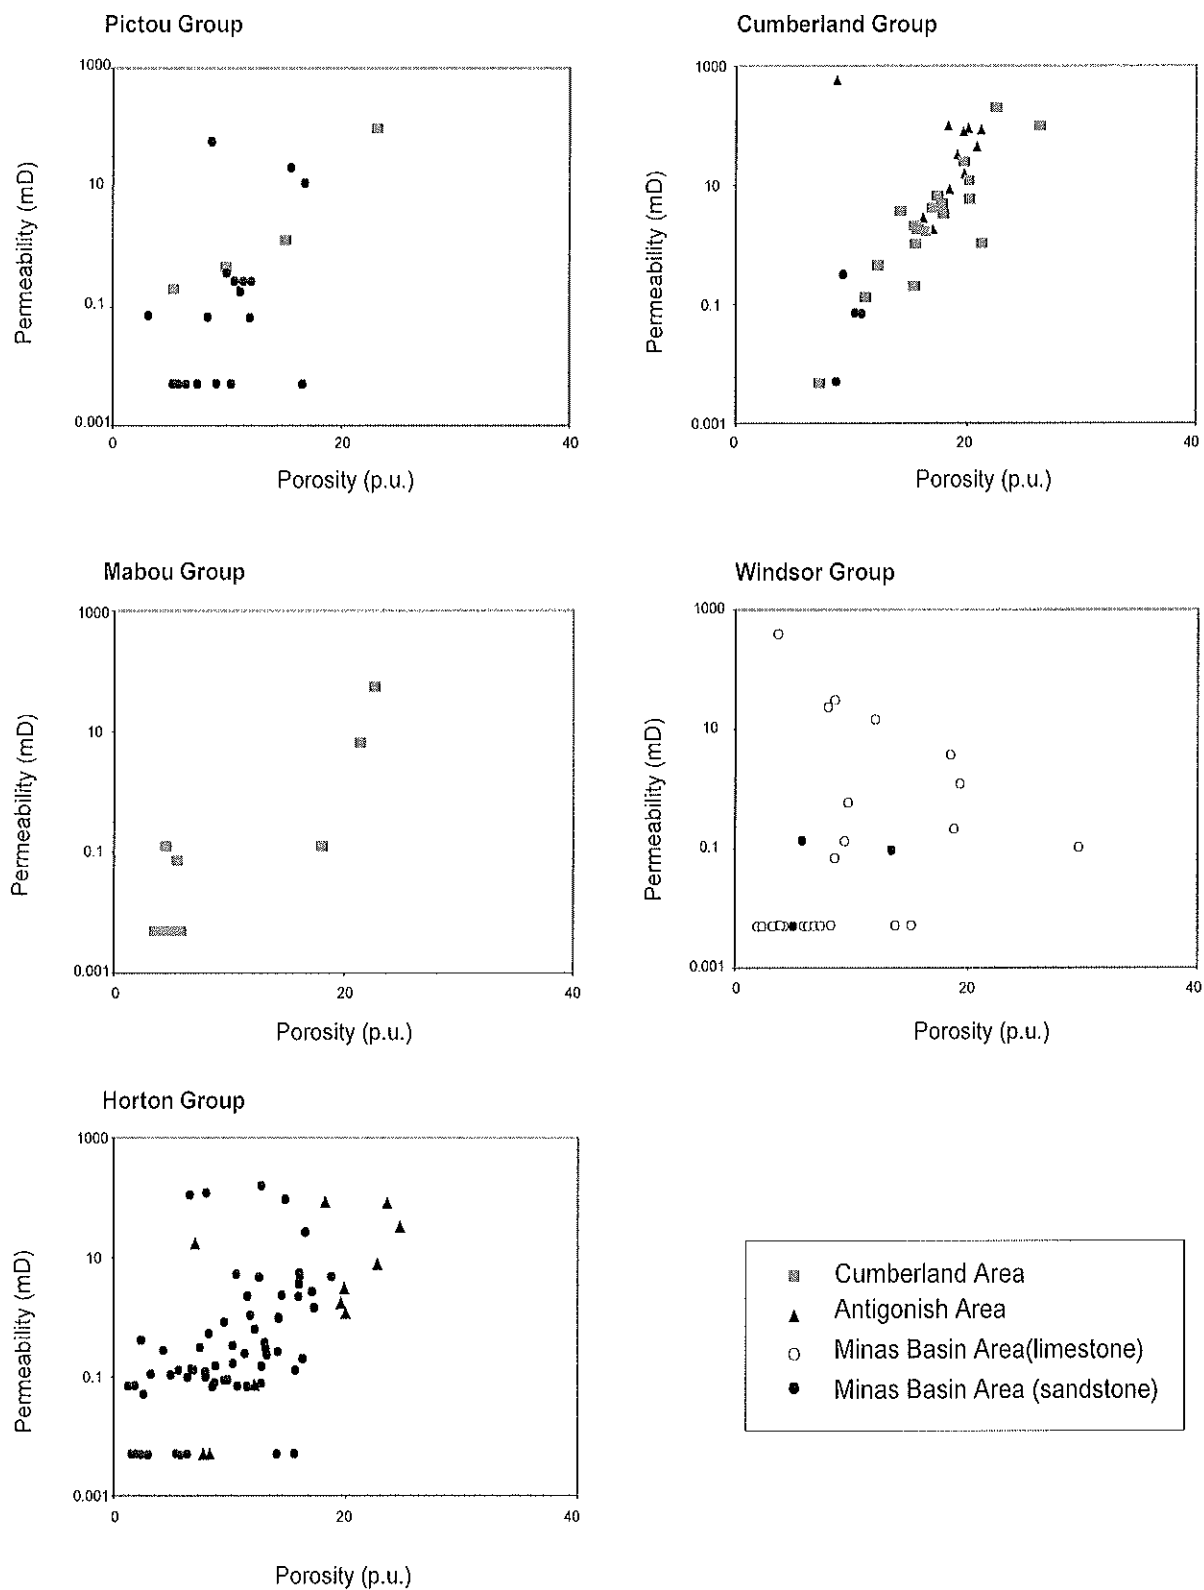 Pictou Group
Cumberland Group
1000
10
0.1
0.001
Permeability (mD)
0
20
40
Porosity (p.u.)
1000
10
0.1
0.001
Permeability (mD)
0
20
40
Porosity (p.u.)
Mabou Group
Windsor Group
1000
10
0.1
0.001
Permeability (mD)
0
20
40
Porosity (p.u.)
1000
10
0.1
0.001
Permeability (mD)
0
20
40
Porosity (p.u.)
Horton Group
1000
10
0.1
0.001
Permeability (mD)
0
20
40
Porosity (p.u.)
Cumberland Area
Antigonish Area
Minas Basin Area(limestone)
Minas Basin Area (sandstone)